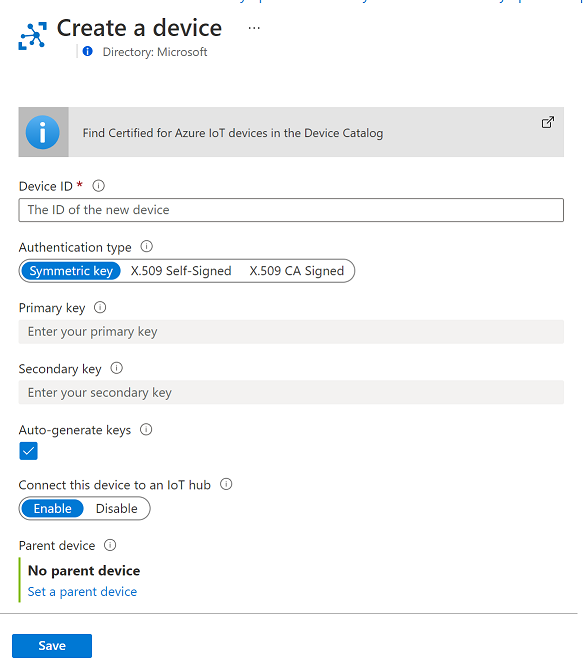 Create a device ...
Directory: Microsoft
Find Certified for Azure IoT devices in the Device Catalog
Device ID *
The ID of the new device
Authentication type
Symmetric key X.509 Self-Signed X.509 CA Signed
Primary key
Enter your primary key
Secondary key
Enter your secondary key
Auto-generate keys
Connect this device to an IoT hub
Enable Disable
Parent device
No parent device
Set a parent device
Save